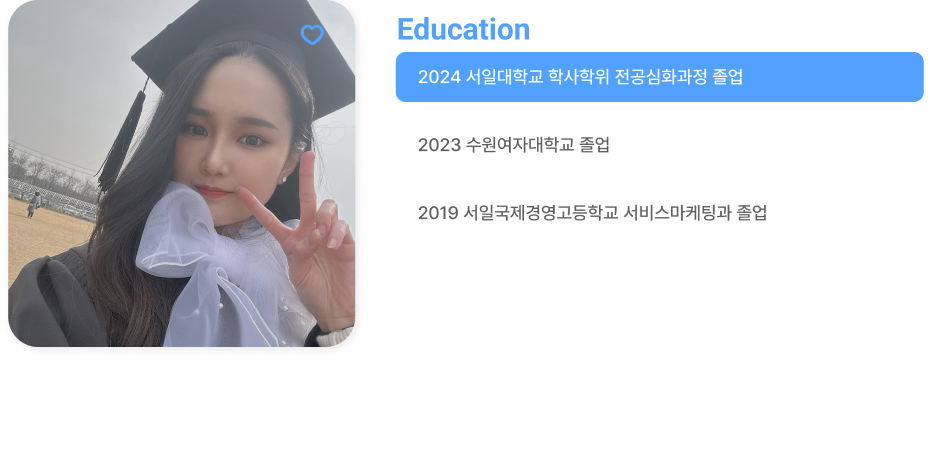 Education
2024 서일대학교 학사학위 전공심화과정 졸업
2023 수원여자대학교 졸업
2019 서일국제경영고등학교 서비스마케팅과 졸업